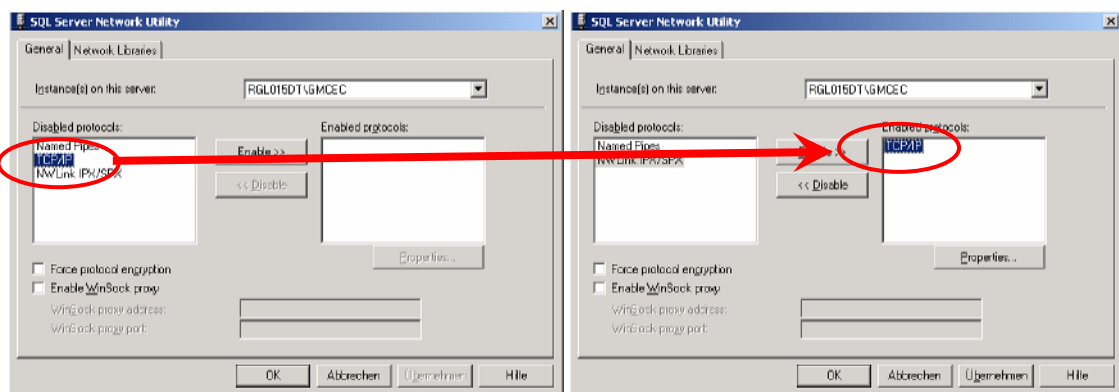 SQL Server Network Utility
General
Network Libraries
Instance(s) on this server:
RGL015DT\GMCEC
Disabled protocols:
Named Pipes
TCP/IP
NWLink IPX/SPX
Enable >>
<< Disable
Enabled protocols:
Properties...
Force protocol encryption
Enable WinSock proxy
WinSock proxy address:
WinSock proxy port:
OK
Abbrechen
Übernehmen
Hilfe
SQL Server Network Utility
General
Network Libraries
Instance(s) on this server:
RGL015DT\GMCEC
Disabled protocols:
Named Pipes
NWLink IPX/SPX
<< Disable
Enabled protocols:
TCP/IP
Properties...
Force protocol encryption
Enable WinSock proxy
WinSock proxy address:
WinSock proxy port:
OK
Abbrechen
Übernehmen
Hilfe